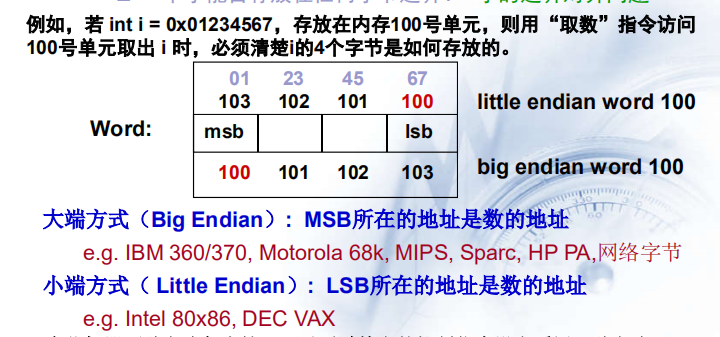 例如，若 int i = 0x01234567，存放在内存100号单元，则用“取数”指令访问
100号单元取出 i 时，必须清楚i的4个字节是如何存放的。
01 23 45 67
103 102 101 100 little endian word 100
Word: msb lsb
100 101 102 103 big endian word 100
大端方式（Big Endian）: MSB所在的地址是数的地址
e.g. IBM 360/370, Motorola 68k, MIPS, Sparc, HP PA,网络字节
小端方式（ Little Endian）: LSB所在的地址是数的地址
e.g. Intel 80x86, DEC VAX